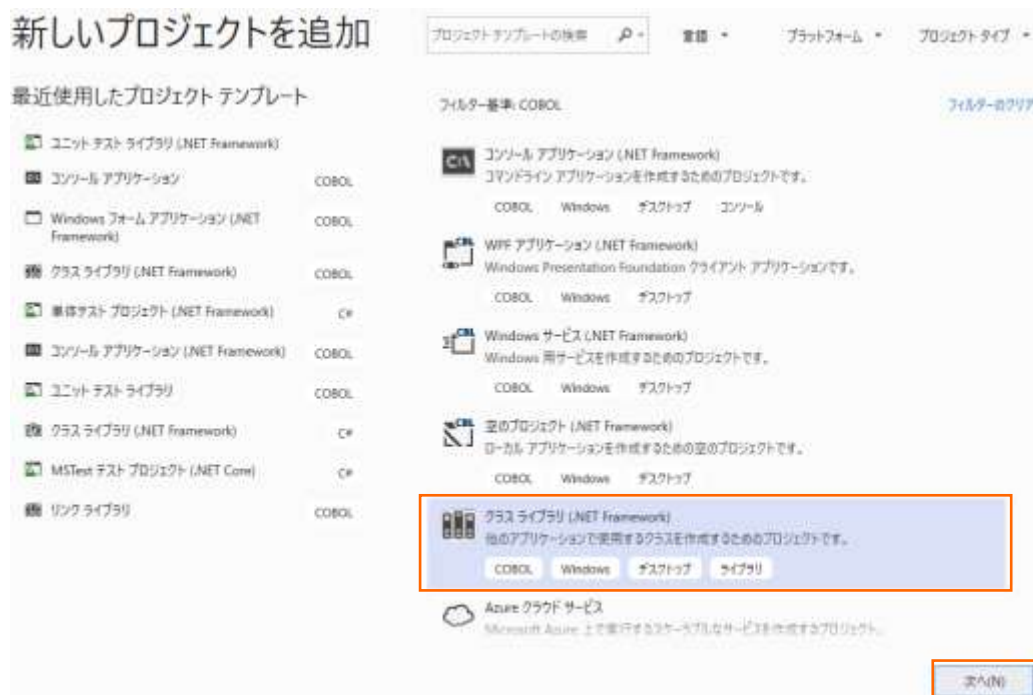 新しいプロジェクトを追加
プロジェクト テンプレートの検索
言語
プラットフォーム
プロジェクト タイプ
最近使用したプロジェクト テンプレート
ユニット テスト ライブラリ (.NET Framework)
コンソール アプリケーション COBOL
Windows フォーム アプリケーション (.NET
Framework) COBOL
クラス ライブラリ (.NET Framework) COBOL
単体テスト プロジェクト (.NET Framework) C#
コンソール アプリケーション (.NET Framework) COBOL
ユニット テスト ライブラリ COBOL
クラス ライブラリ (.NET Framework) C#
MSTest テスト プロジェクト (.NET Core) C#
リンク ライブラリ COBOL
フィルター基準: COBOL
フィルターのクリア
コンソール アプリケーション (.NET Framework)
コマンドライン アプリケーションを作成するためのプロジェクトです。
COBOL Windows デスクトップ コンソール
WPF アプリケーション (.NET Framework)
Windows Presentation Foundation クライアント アプリケーションです。
COBOL Windows デスクトップ
Windows サービス (.NET Framework)
Windows 用サービスを作成するためのプロジェクトです。
COBOL Windows デスクトップ
空のプロジェクト (.NET Framework)
ローカル アプリケーションを作成するための空のプロジェクトです。
COBOL Windows デスクトップ
クラス ライブラリ (.NET Framework)
他のアプリケーションで使用するクラスを作成するためのプロジェクトです。
COBOL Windows デスクトップ ライブラリ
Azure クラウド サービス
Microsoft Azure 上で実行するスケーラブルなサービスを作成するプロジェクト。
次へ(N)